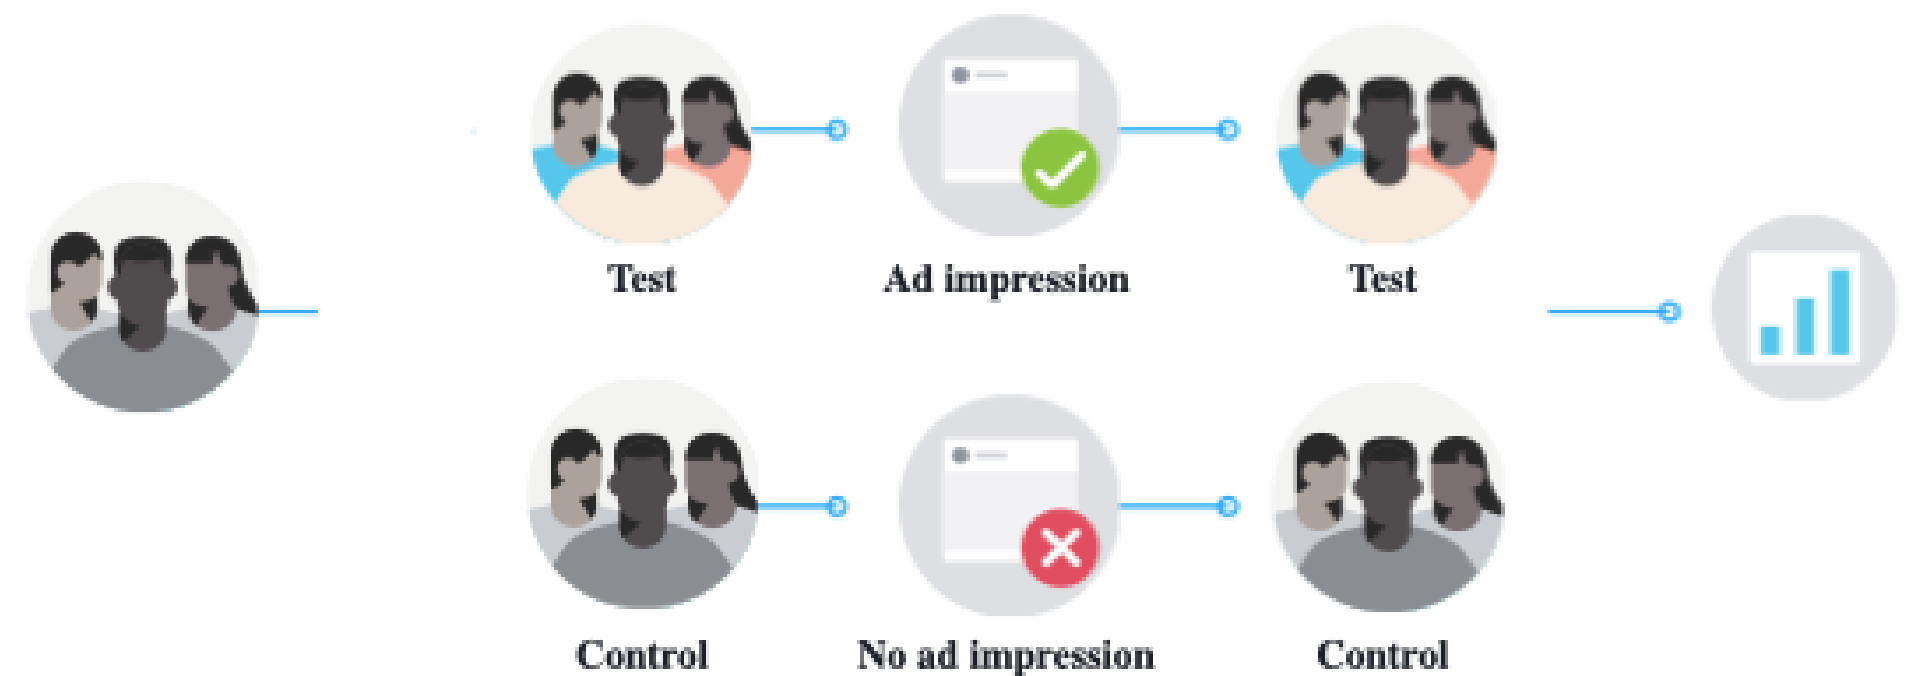 Test
Ad impression
Test
Control
No ad impression
Control